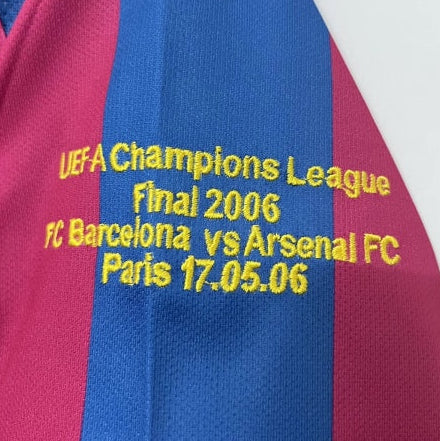 UEFA Champions League
Final 2006
FC Barcelona vs Arsenal FC
Paris 17.05.06